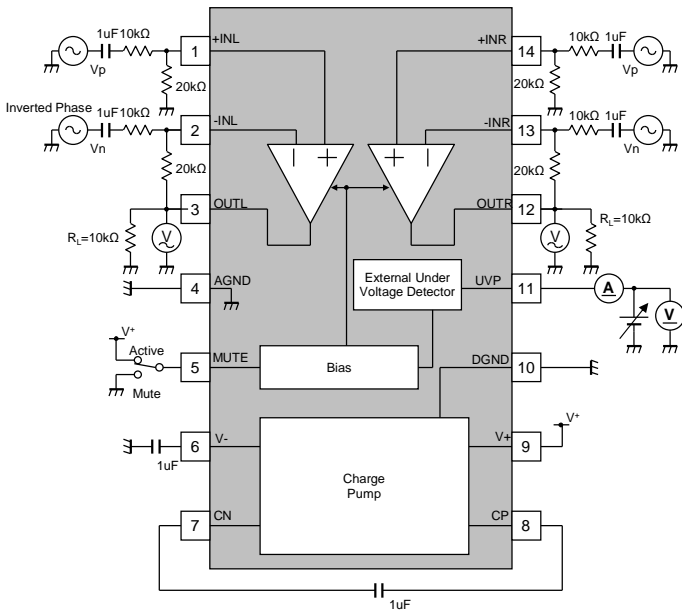 1uF 10kΩ
Vp
1
+INL
20kΩ
+INR
14
10kΩ 1uF
Vp
20kΩ
Inverted Phase
1uF 10kΩ
Vn
2
-INL
20kΩ
-INR
13
10kΩ 1uF
Vn
20kΩ
3
OUTL
RL=10kΩ
V
OUTR
12
V
RL=10kΩ
4
AGND
External Under
Voltage Detector
UVP
11
A
V
V+
Active
Mute
5
MUTE
Bias
DGND
10
6
V-
1uF
Charge
Pump
V+
9
V+
7
CN
CP
8
1uF